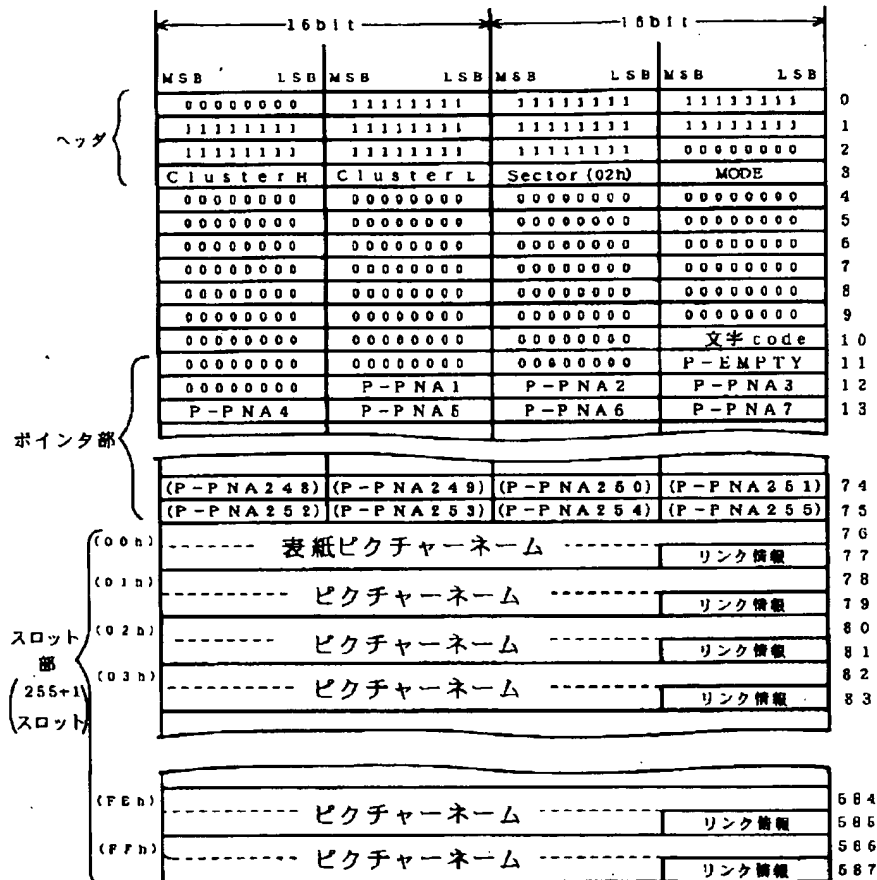 16bit 16bit
MSB LSB MSB LSB MSB LSB MSB LSB
ヘッダ
00000000 11111111 11111111 11111111 0
11111111 11111111 11111111 11111111 1
11111111 11111111 11111111 00000000 2
ClusterH ClusterL Sector(02h) MODE 3
00000000 00000000 00000000 00000000 4
00000000 00000000 00000000 00000000 5
00000000 00000000 00000000 00000000 6
00000000 00000000 00000000 00000000 7
00000000 00000000 00000000 00000000 8
00000000 00000000 00000000 00000000 9
00000000 00000000 00000000 文字code 10
ポインタ部
00000000 00000000 00000000 P-EMPTY 11
00000000 P-PNA1 P-PNA2 P-PNA3 12
P-PNA4 P-PNA5 P-PNA6 P-PNA7 13
(P-PNA248) (P-PNA249) (P-PNA250) (P-PNA251) 74
(P-PNA252) (P-PNA253) (P-PNA254) (P-PNA255) 75
スロット
部
(255+1
スロット)
(00h) 表紙ピクチャーネーム 76
リンク情報 77
(01h) ピクチャーネーム 78
リンク情報 79
(02h) ピクチャーネーム 80
リンク情報 81
(03h) ピクチャーネーム 82
リンク情報 83
(FEh) ピクチャーネーム 584
リンク情報 585
(FFh) ピクチャーネーム 586
リンク情報 587